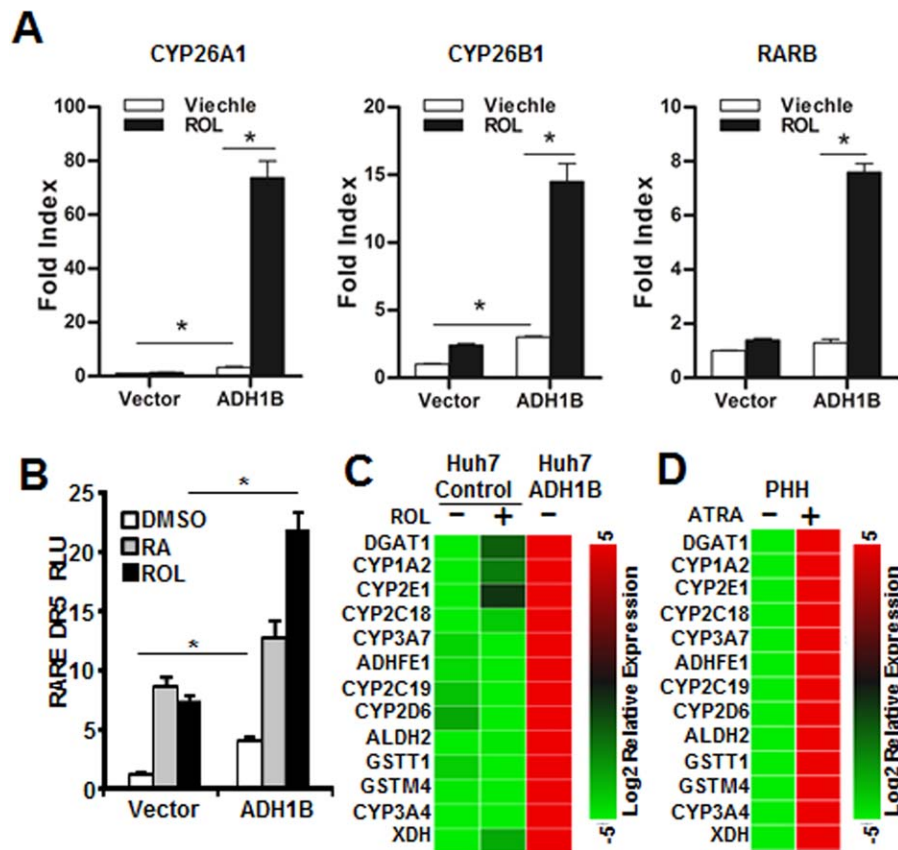 A
CYP26A1
CYP26B1
RARB
Viechle
ROL
Viechle
ROL
Viechle
ROL
*
*
*
*
*
Fold Index
100
80
60
40
20
0
Fold Index
20
15
10
5
0
Fold Index
10
8
6
4
2
0
Vector ADH1B
Vector ADH1B
Vector ADH1B
B
RARE DR5 RLU
25
20
15
10
5
0
DMSO
RA
ROL
*
*
Vector ADH1B
C
Huh7 Huh7
Control ADH1B
ROL − + −
DGAT1
CYP1A2
CYP2E1
CYP2C18
CYP3A7
ADHFE1
CYP2C19
CYP2D6
ALDH2
GSTT1
GSTM4
CYP3A4
XDH
5
Log2 Relative Expression
-5
D
PHH
ATRA − +
DGAT1
CYP1A2
CYP2E1
CYP2C18
CYP3A7
ADHFE1
CYP2C19
CYP2D6
ALDH2
GSTT1
GSTM4
CYP3A4
XDH
5
Log2 Relative Expression
-5